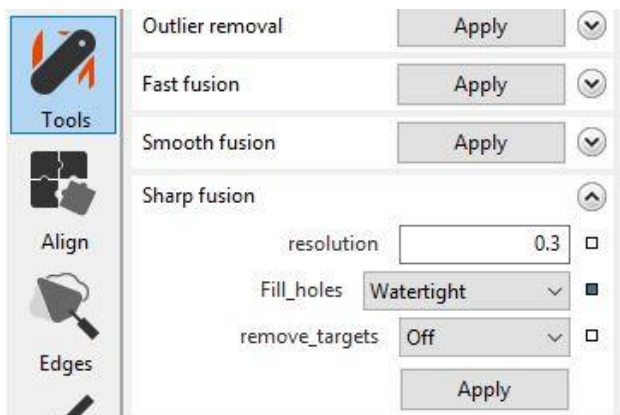 Tools
Align
Edges
Outlier removal Apply
Fast fusion Apply
Smooth fusion Apply
Sharp fusion
resolution 0.3
Fill_holes Watertight
remove_targets Off
Apply